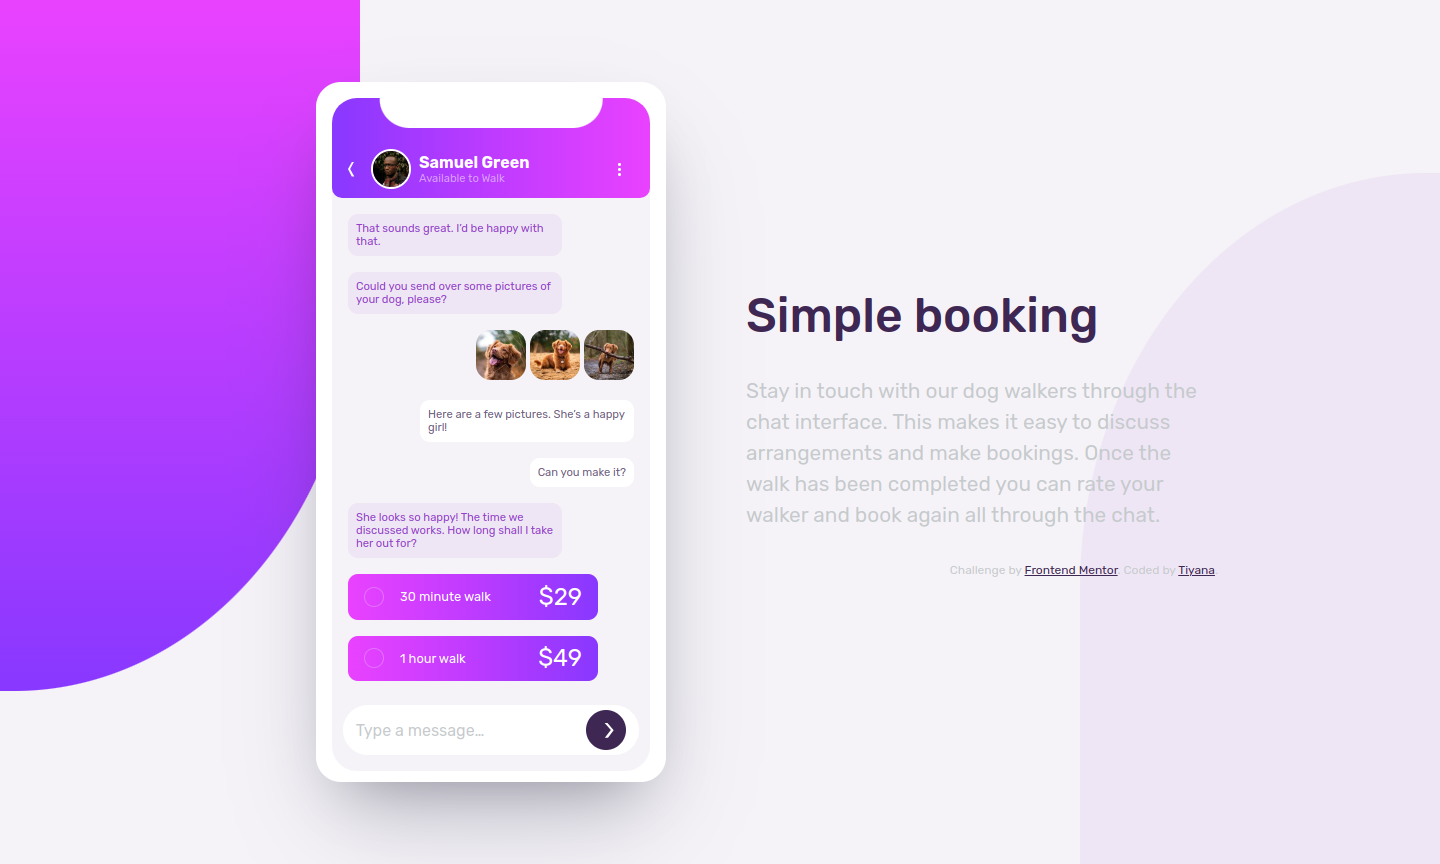 Samuel Green
Available to Walk
That sounds great. I’d be happy with
that.
Could you send over some pictures of
your dog, please?
Here are a few pictures. She’s a happy
girl!
Can you make it?
She looks so happy! The time we
discussed works. How long shall I take
her out for?
30 minute walk $29
1 hour walk $49
Type a message…
Simple booking
Stay in touch with our dog walkers through the
chat interface. This makes it easy to discuss
arrangements and make bookings. Once the
walk has been completed you can rate your
walker and book again all through the chat.
Challenge by Frontend Mentor. Coded by Tiyana.